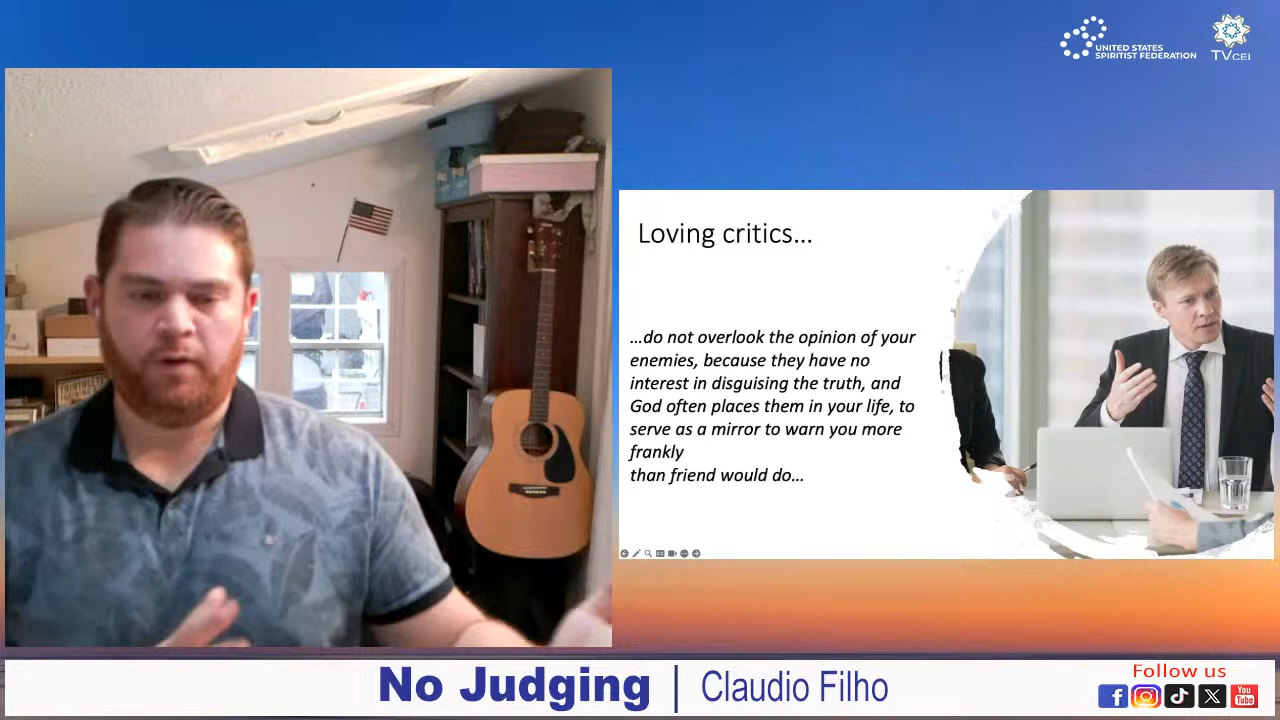 UNITED STATES
SPIRITIST FEDERATION
TVCEI
Loving critics...
...do not overlook the opinion of your
enemies, because they have no
interest in disguising the truth, and
God often places them in your life, to
serve as a mirror to warn you more
frankly
than friend would do...
No Judging | Claudio Filho
Follow us
You
Tube